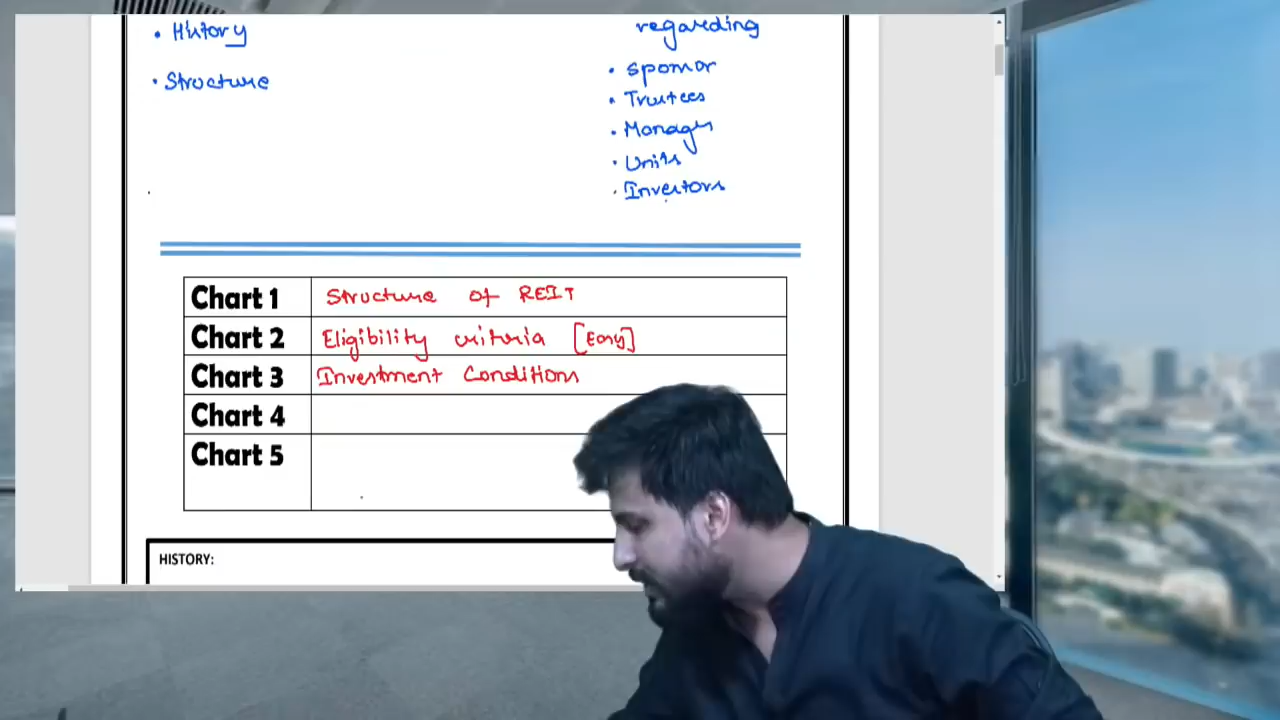 • History
• Structure
regarding
• Sponsor
• Trustees
• Manager
• Units
• Investors
Chart 1 Structure of REIT
Chart 2 Eligibility criteria [Easy]
Chart 3 Investment Conditions
Chart 4
Chart 5
HISTORY: